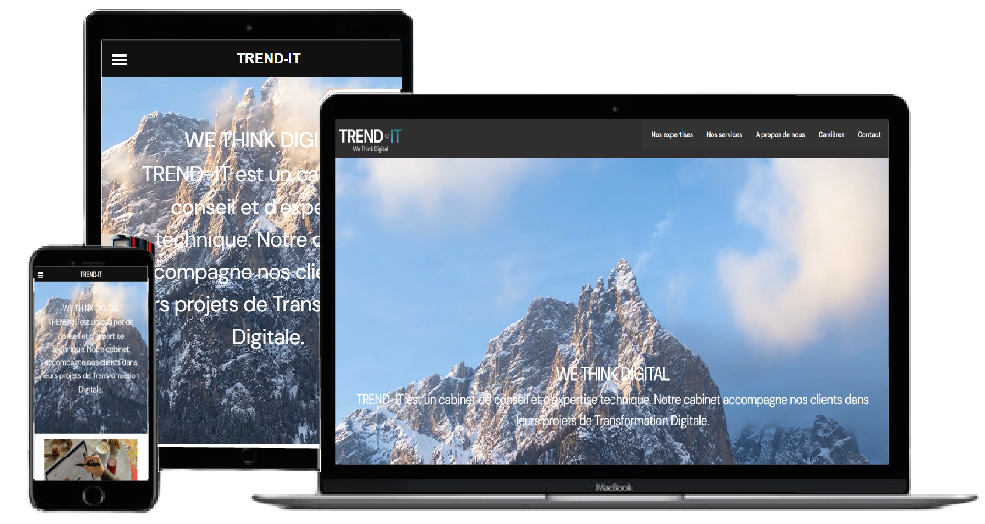 TREND-IT
WE THINK DIGI
TREND-IT est un ca
conseil et d'expe
technique. Notre c
ccompagne nos clie
rs projets de Trans
Digitale.
TREND IT
We Think Digital
Nos expertises Nos services A propos de nous Carrières Contact
WE THINK DIGITAL
TREND-IT est un cabinet de conseil et d'expertise technique. Notre cabinet accompagne nos clients dans
leurs projets de Transformation Digitale.
MacBook
TREND-IT
WE THINK DIGITAL
TREND-IT est un cabinet de
conseil et d'expertise
technique. Notre cabinet
accompagne nos clients dans
leurs projets de Transformation
Digitale.